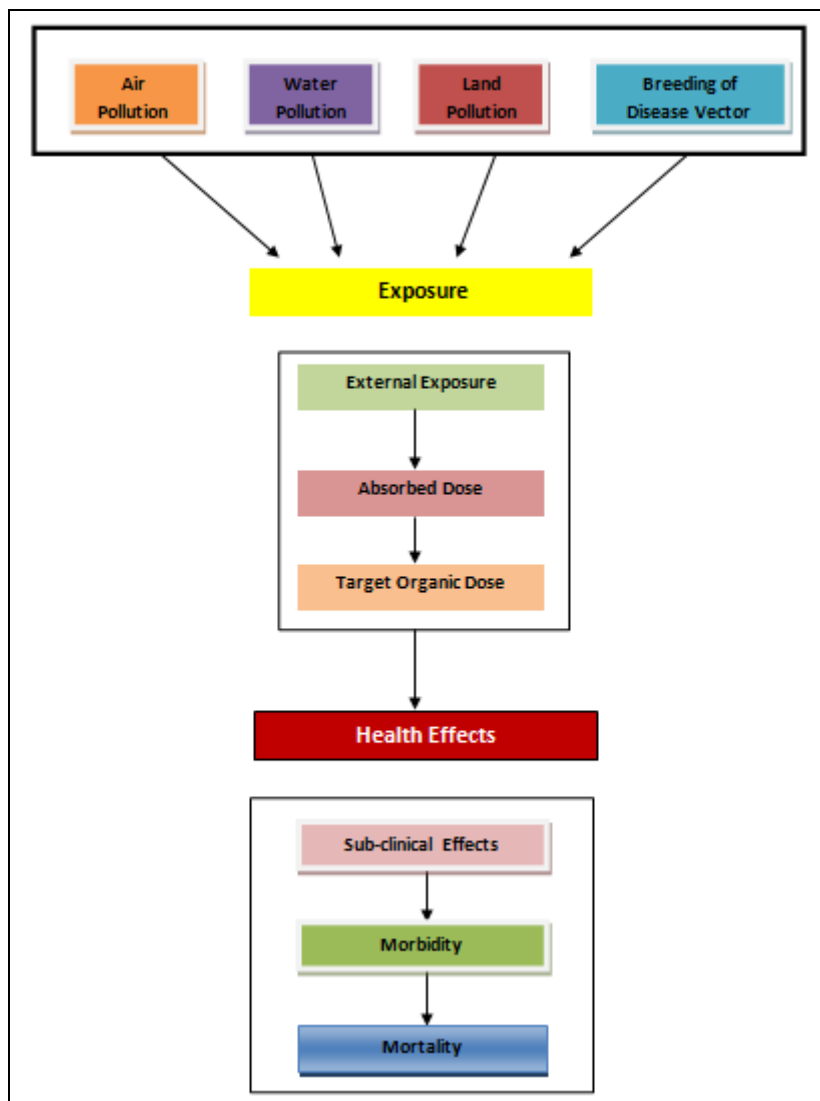 Air
Pollution
Water
Pollution
Land
Pollution
Breeding of
Disease Vector
Exposure
External Exposure
Absorbed Dose
Target Organic Dose
Health Effects
Sub-clinical Effects
Morbidity
Mortality